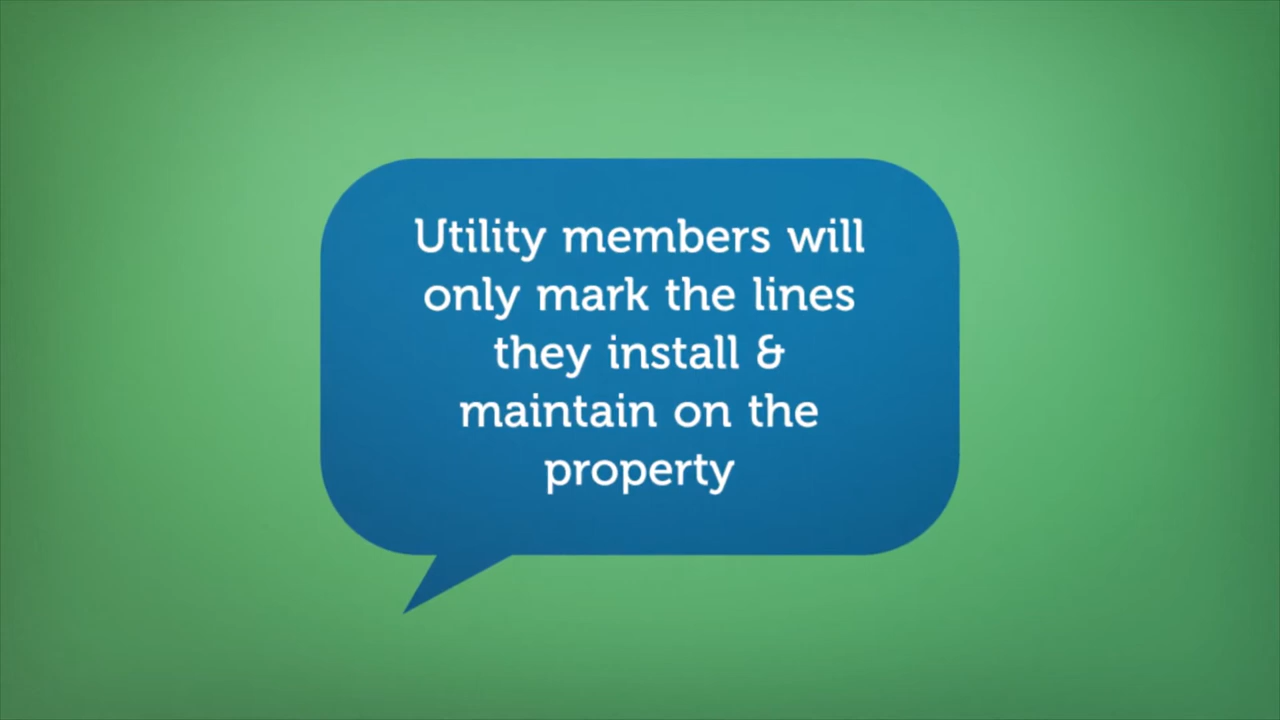 Utility members will
only mark the lines
they install &
maintain on the
property